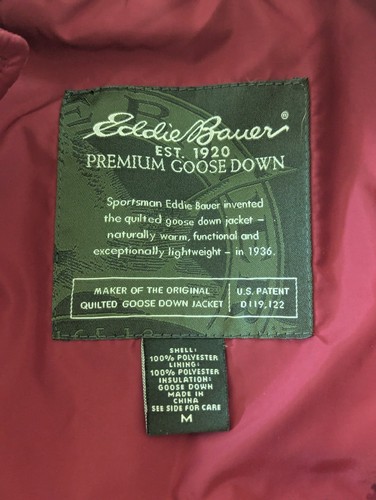 Eddie Bauer®
EST. 1920
PREMIUM GOOSE DOWN
Sportsman Eddie Bauer invented
the quilted goose down jacket –
naturally warm, functional and
exceptionally lightweight – in 1936.
MAKER OF THE ORIGINAL
QUILTED GOOSE DOWN JACKET
U.S. PATENT
D119,122
SHELL:
100% POLYESTER
LINING:
100% POLYESTER
INSULATION:
GOOSE DOWN
MADE IN
CHINA
SEE SIDE FOR CARE
M